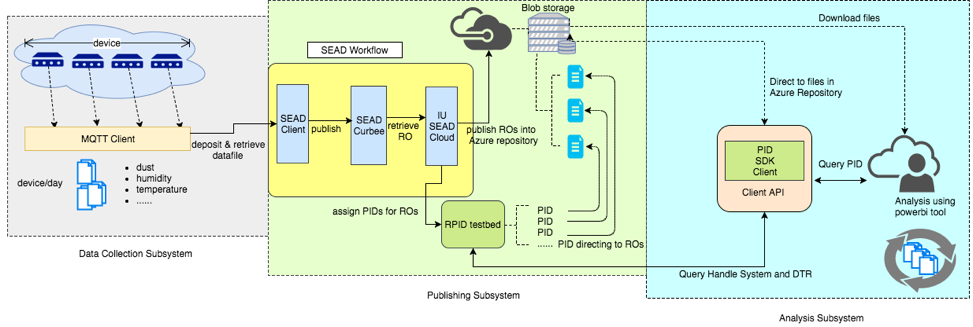 device
MQTT Client
device/day
• dust
• humidity
• temperature
• ......
Data Collection Subsystem
deposit & retrieve
datafile
SEAD Workflow
SEAD
Client
publish
SEAD
Curbee
retrieve
RO
IU
SEAD
Cloud
publish ROs into
Azure repository
Blob storage
assign PIDs for ROs
RPID testbed
PID
PID
PID
...... PID directing to ROs
Publishing Subsystem
Download files
Direct to files in
Azure Repository
PID
SDK
Client
Client API
Query PID
Analysis using
powerbi tool
Query Handle System and DTR
Analysis Subsystem